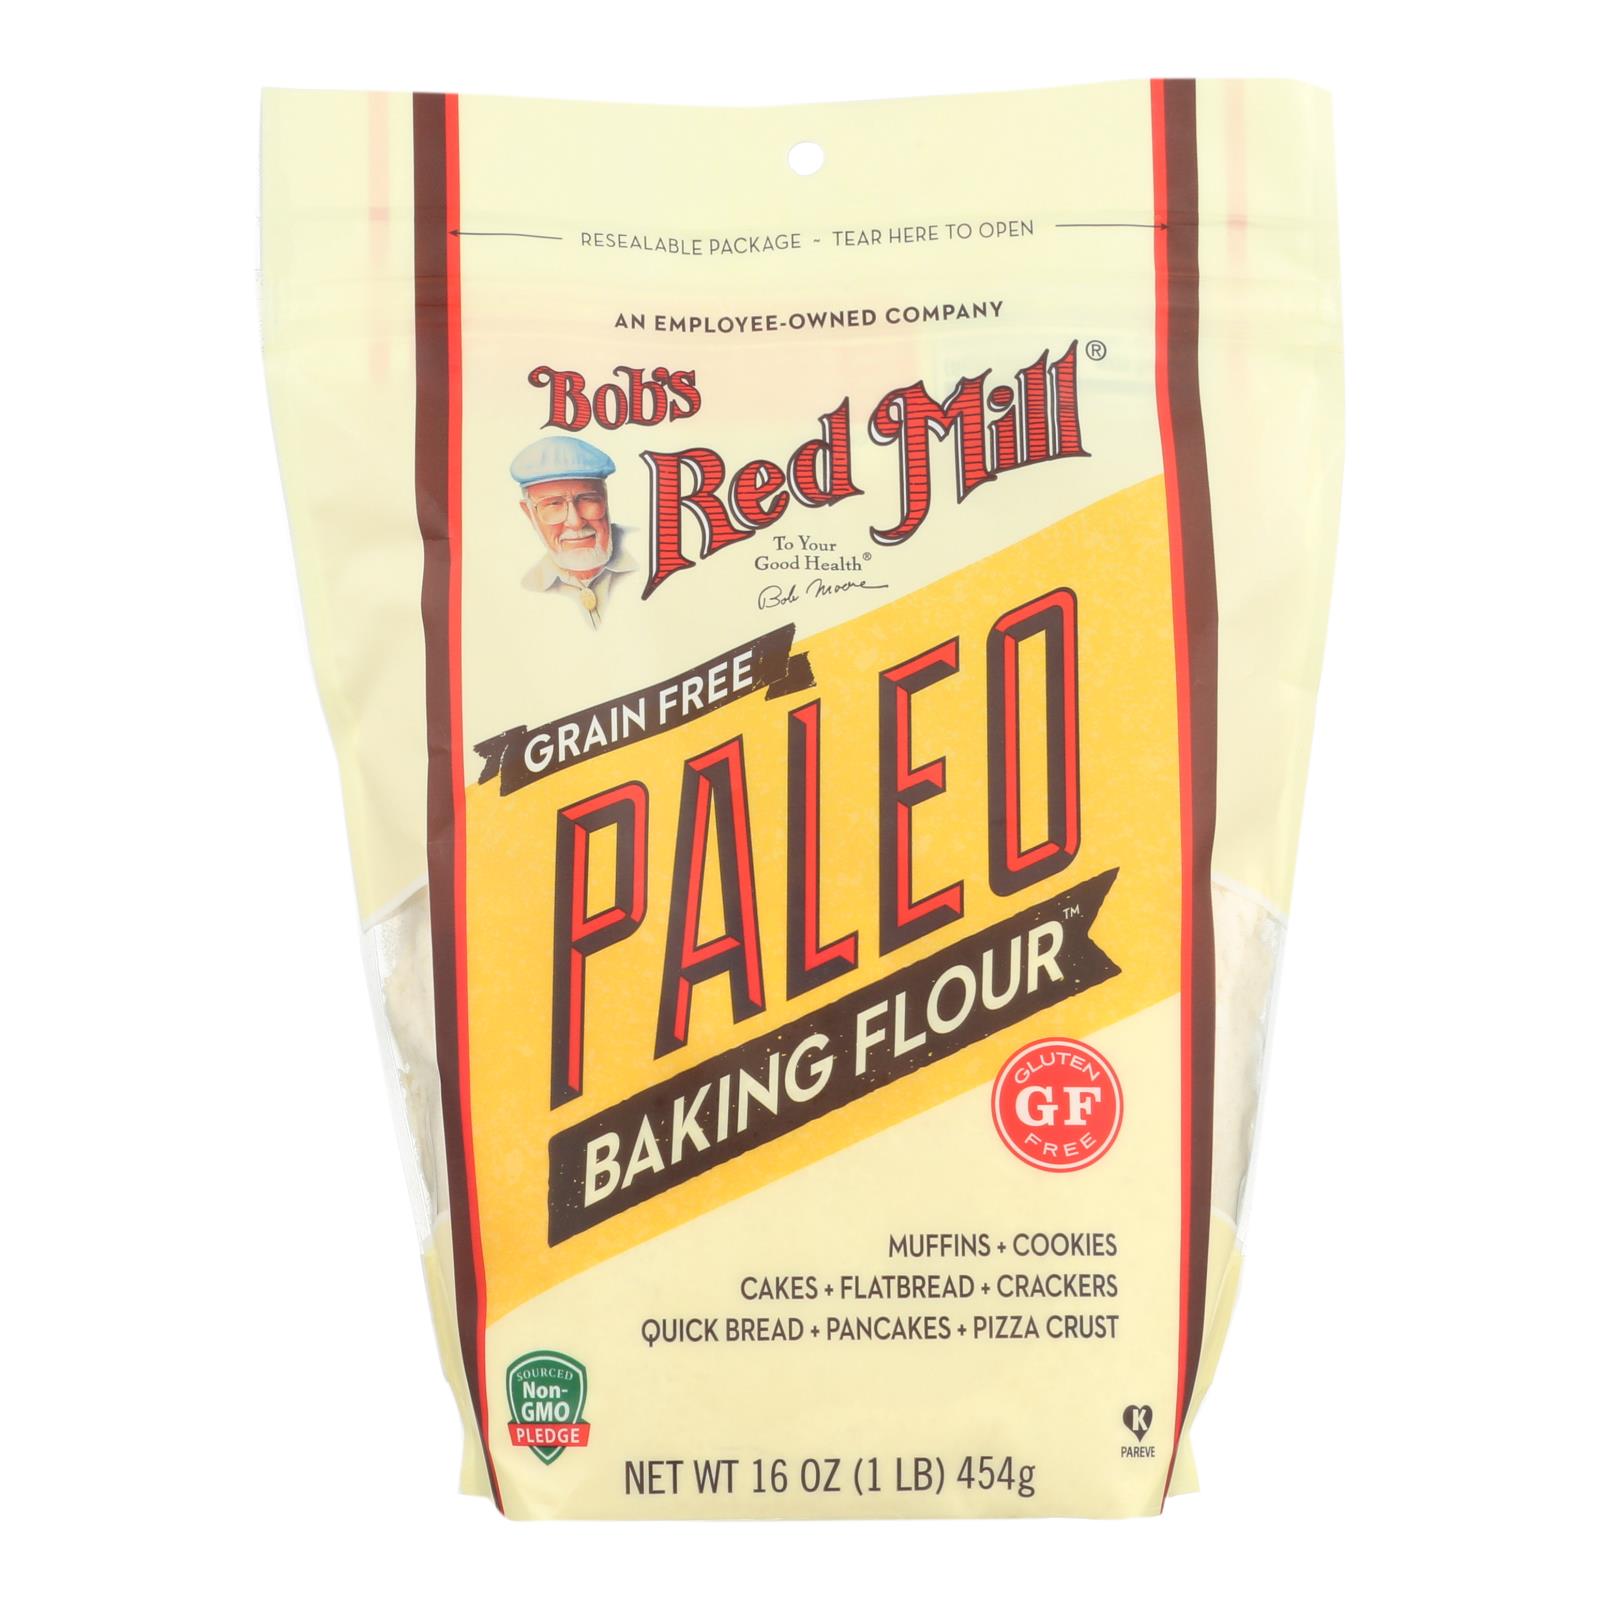 RESEALABLE PACKAGE ~ TEAR HERE TO OPEN
AN EMPLOYEE-OWNED COMPANY
Bob's
Red Mill®
To Your
Good Health®
Bob Moore
GRAIN FREE
PALEO
BAKING FLOUR™
GLUTEN
GF
FREE
MUFFINS + COOKIES
CAKES + FLATBREAD + CRACKERS
QUICK BREAD + PANCAKES + PIZZA CRUST
SOURCED
Non-
GMO
PLEDGE
K
PAREVE
NET WT 16 OZ (1 LB) 454g